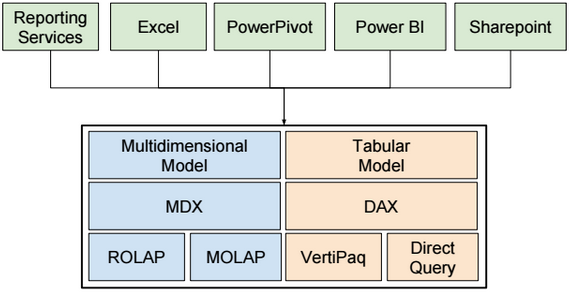 Reporting
Services
Excel
PowerPivot
Power BI
Sharepoint
Multidimensional
Model
Tabular
Model
MDX
DAX
ROLAP
MOLAP
VertiPaq
Direct
Query